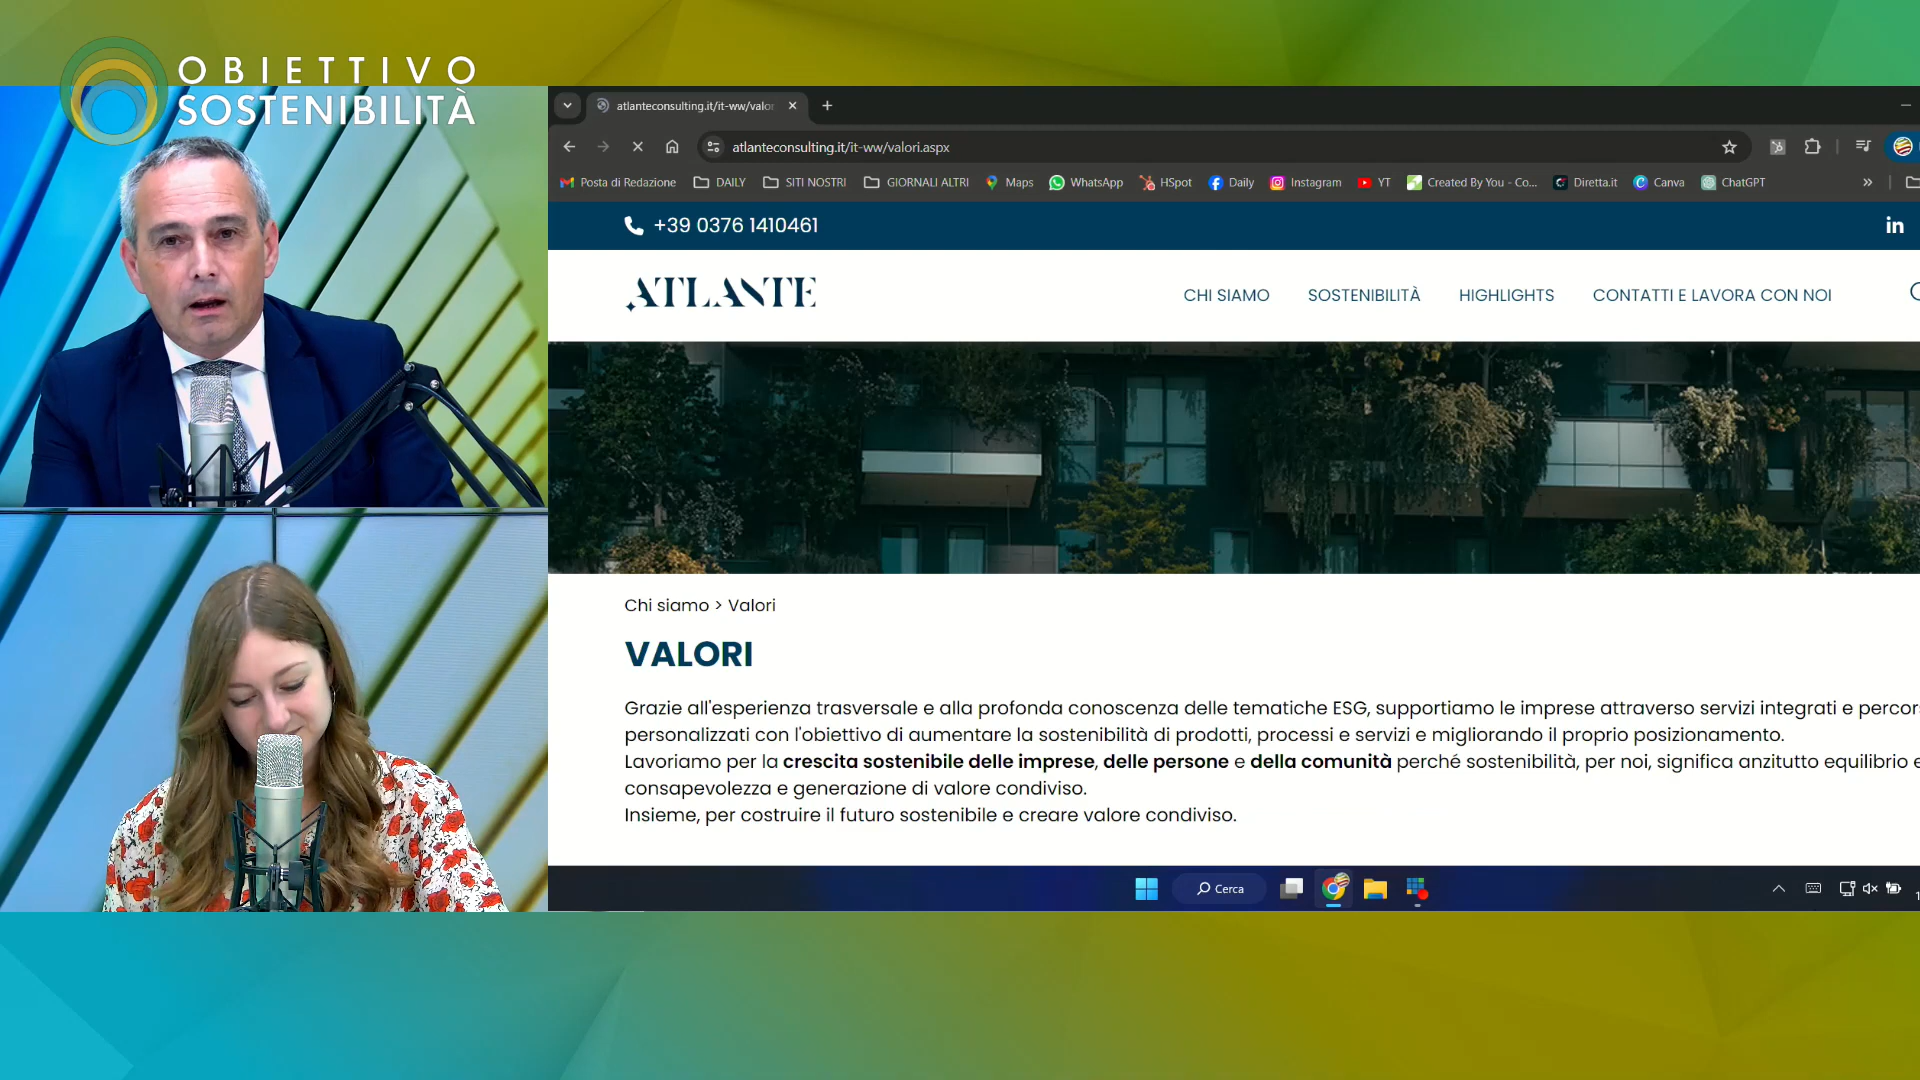 OBIETTIVO
SOSTENIBILITÀ
atlanteconsulting.it/it-ww/valor
atlanteconsulting.it/it-ww/valori.aspx
Posta di Redazione DAILY SITI NOSTRI GIORNALI ALTRI Maps WhatsApp HSpot Daily Instagram YT Created By You - Co... Diretta.it Canva ChatGPT
+39 0376 1410461
in
ATLANTE
CHI SIAMO SOSTENIBILITÀ HIGHLIGHTS CONTATTI E LAVORA CON NOI
Chi siamo > Valori
VALORI
Grazie all'esperienza trasversale e alla profonda conoscenza delle tematiche ESG, supportiamo le imprese attraverso servizi integrati e percor
personalizzati con l'obiettivo di aumentare la sostenibilità di prodotti, processi e servizi e migliorando il proprio posizionamento.
Lavoriamo per la crescita sostenibile delle imprese, delle persone e della comunità perché sostenibilità, per noi, significa anzitutto equilibrio e
consapevolezza e generazione di valore condiviso.
Insieme, per costruire il futuro sostenibile e creare valore condiviso.
Cerca